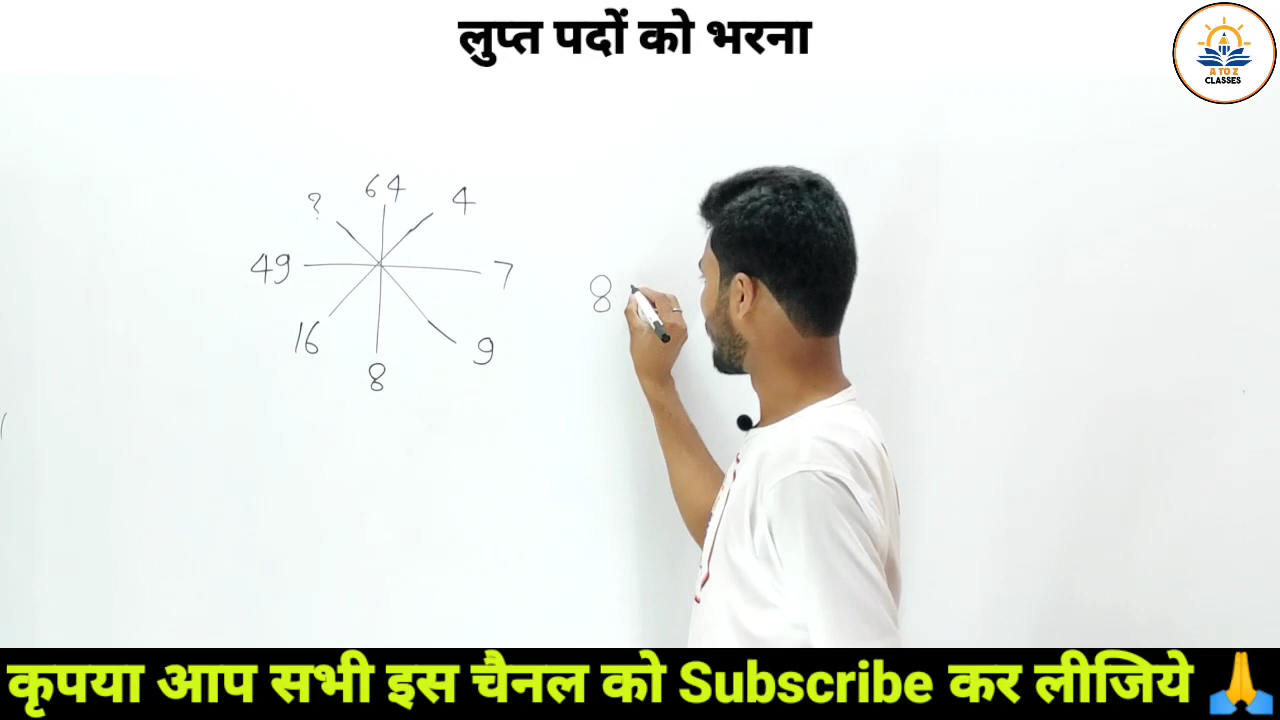 लुप्त पदों को भरना
A TO Z
CLASSES
? 64 4
49 7
16 9
8
8
कृपया आप सभी इस चैनल को Subscribe कर लीजिये 🙏